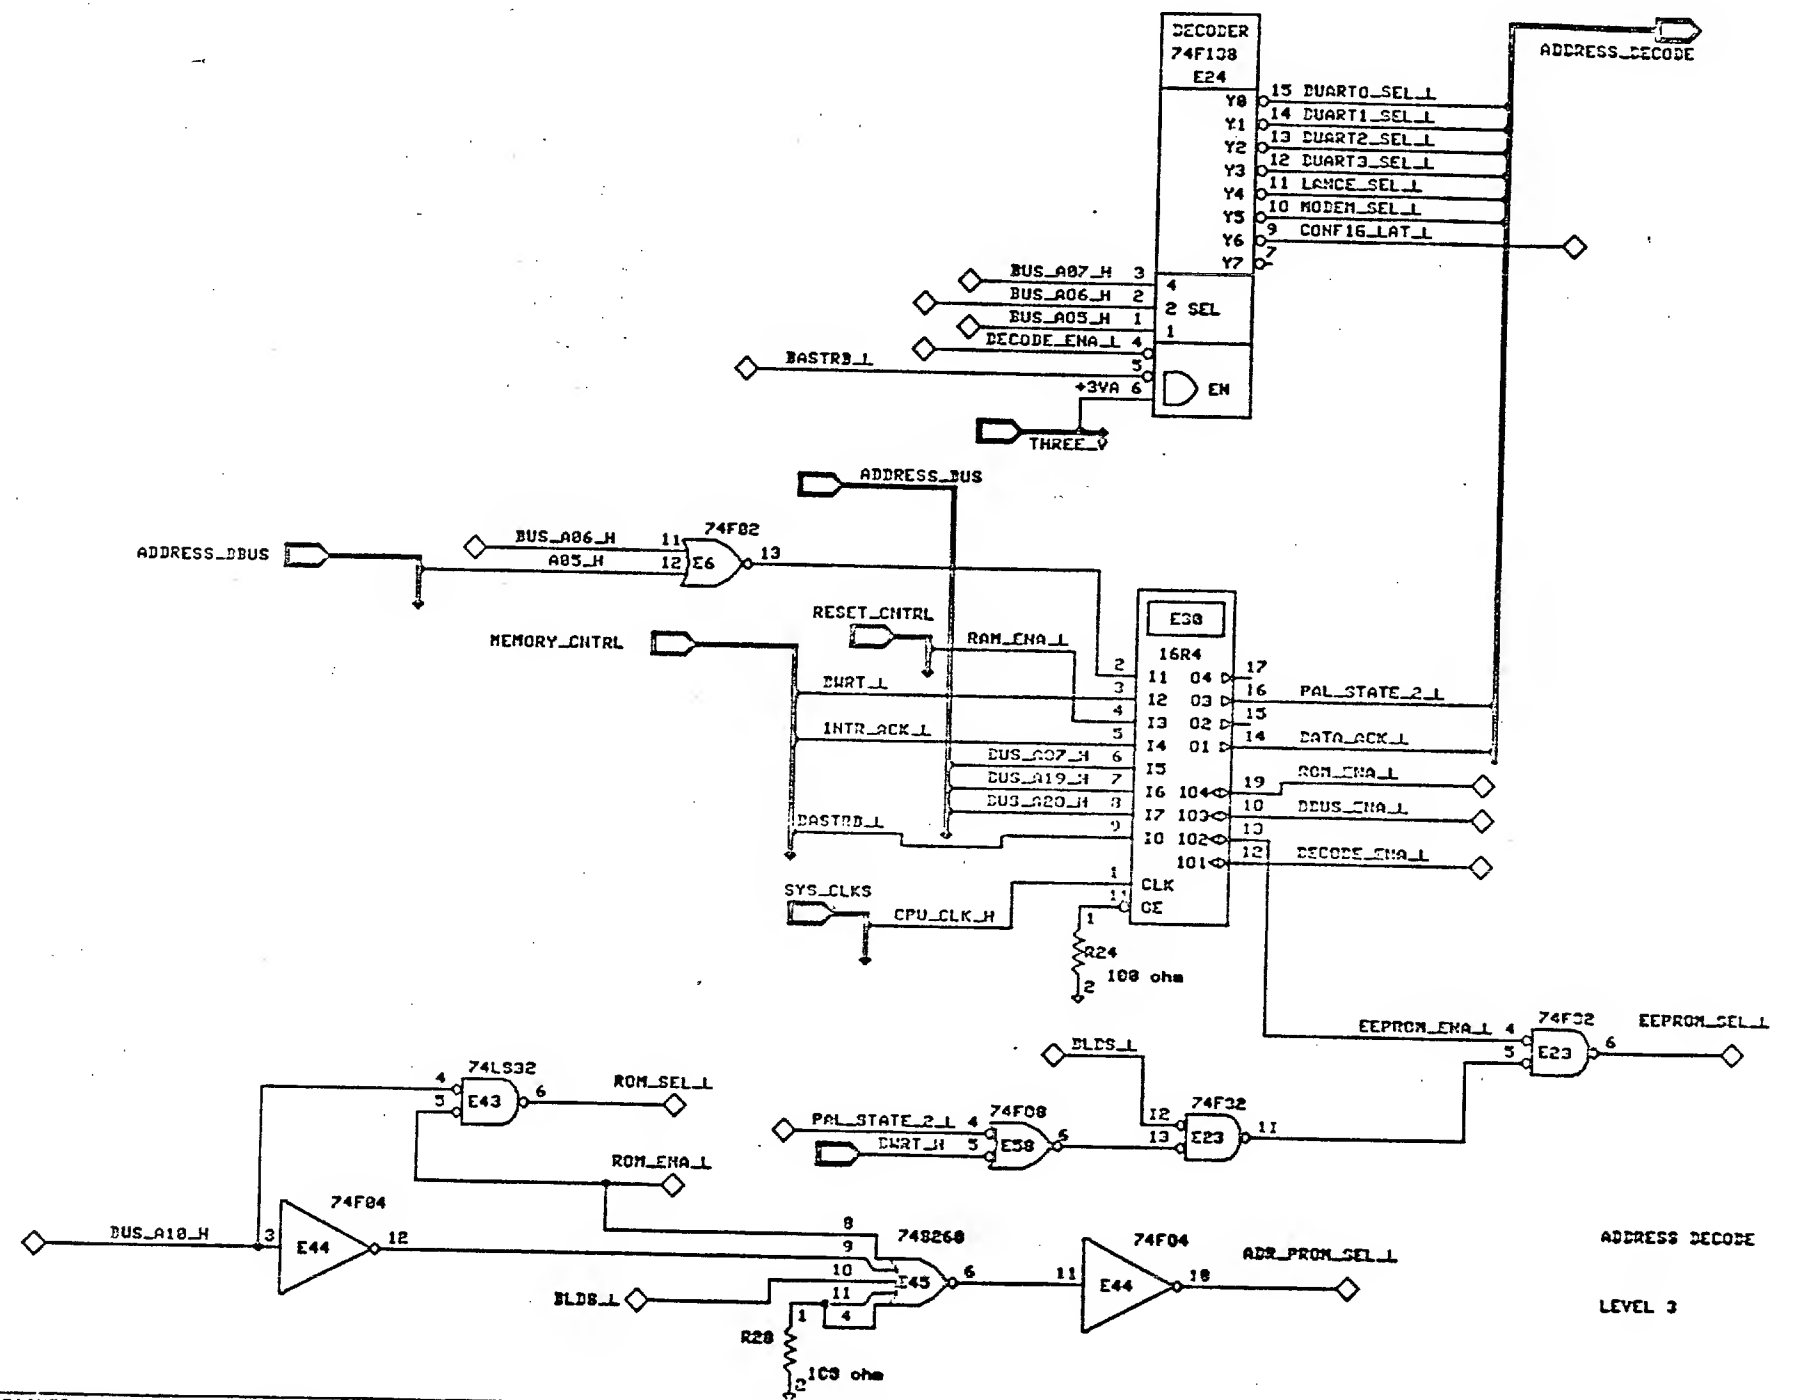 DECODER
74F138
E24
ADDRESS_DECODE
Y0 15 DUART0_SEL_L
Y1 14 DUART1_SEL_L
Y2 13 DUART2_SEL_L
Y3 12 DUART3_SEL_L
Y4 11 LANCE_SEL_L
Y5 10 MODEM_SEL_L
Y6 9 CONFIG_LAT_L
Y7 7
BUS_A07_H 3 4
BUS_A06_H 2 2 SEL
BUS_A05_H 1 1
DECODE_ENA_L 4
BASTRB_L 5
+3VA 6 EN
THREE_V
ADDRESS_BUS
74F02
BUS_A06_H 11
ADDRESS_DBUS
A05_H 12 E6 13
RESET_CNTRL
MEMORY_CNTRL
RAM_ENA_L
E30
16R4
2 I1 O4 17
DWRT_L 3 I2 O3 16 PAL_STATE_2_L
4 I3 O2 15
INTR_ACK_L 5 I4 O1 14 DATA_ACK_L
BUS_A07_H 6 I5
BUS_A19_H 7 I6 IO4 19 ROM_ENA_L
BUS_A20_H 8 I7 IO3 18 DBUS_ENA_L
BASTRB_L 9 I0 IO2 13
IO1 12 DECODE_ENA_L
SYS_CLKS
1 CLK
CPU_CLK_H
11 OE
1
R24
100 ohm
2
74F32
EEPROM_ENA_L 4
5 E23 6
EEPROM_SEL_L
BLDS_L
74LS32
4
5 E43 6
ROM_SEL_L
74F08
PAL_STATE_2_L 4
DWRT_H 5 E58 6
74F32
12
13 E23 11
ROM_ENA_L
74F04
BUS_A18_H 3 E44 12
8
9
10
11
4
74S260
E45 6
BLDS_L
1
R28
100 ohm
2
74F04
11 E44 10
ADR_PROM_SEL_L
ADDRESS DECODE
LEVEL 3